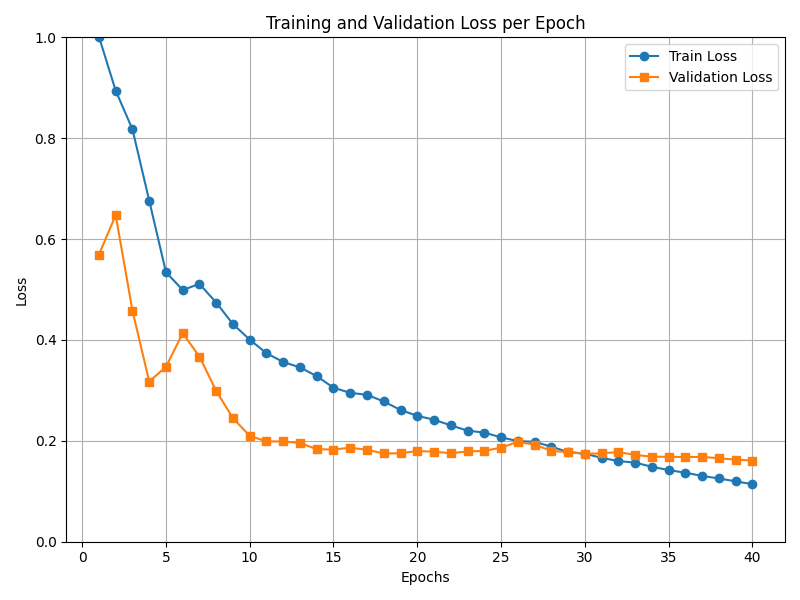 Training and Validation Loss per Epoch
Train Loss
Validation Loss
Loss
1.0
0.8
0.6
0.4
0.2
0.0
0 5 10 15 20 25 30 35 40
Epochs